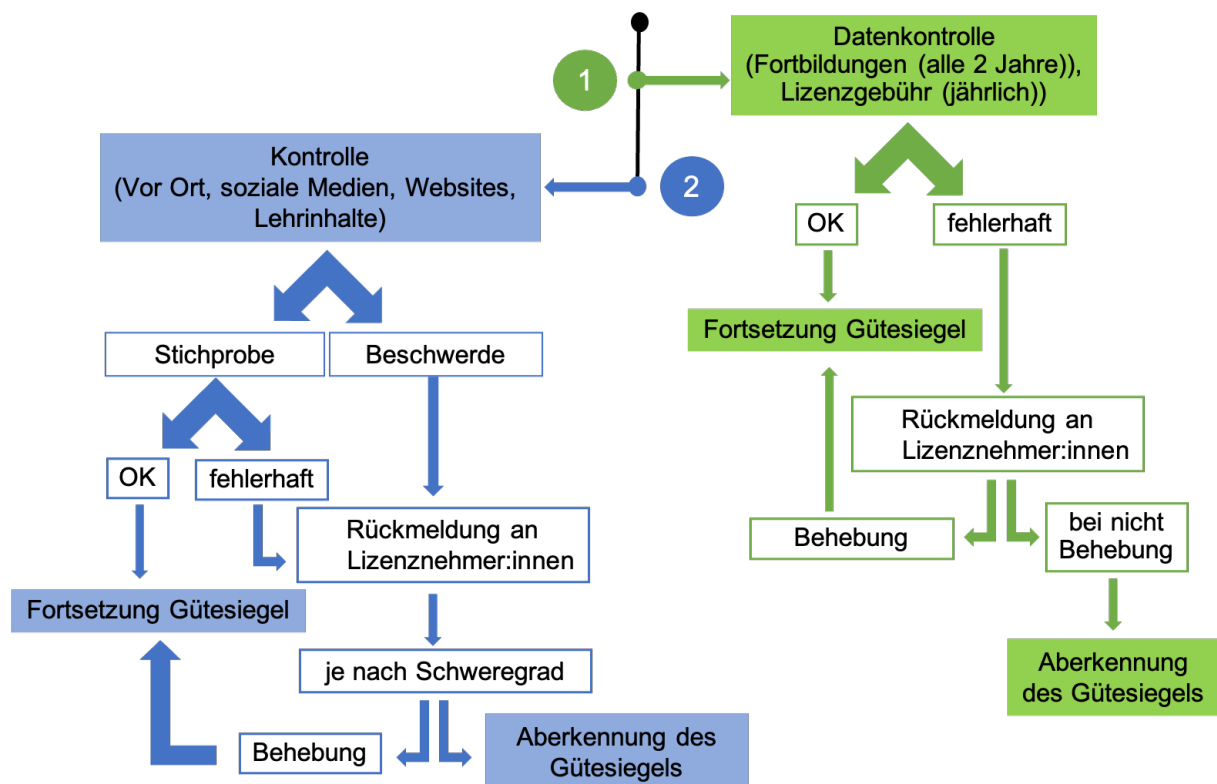 1
Datenkontrolle
(Fortbildungen (alle 2 Jahre)),
Lizenzgebühr (jährlich))
OK
fehlerhaft
Fortsetzung Gütesiegel
Rückmeldung an
Lizenznehmer:innen
Behebung
bei nicht
Behebung
Aberkennung
des Gütesiegels
2
Kontrolle
(Vor Ort, soziale Medien, Websites,
Lehrinhalte)
Stichprobe
Beschwerde
OK
fehlerhaft
Rückmeldung an
Lizenznehmer:innen
Fortsetzung Gütesiegel
je nach Schweregrad
Behebung
Aberkennung des
Gütesiegels